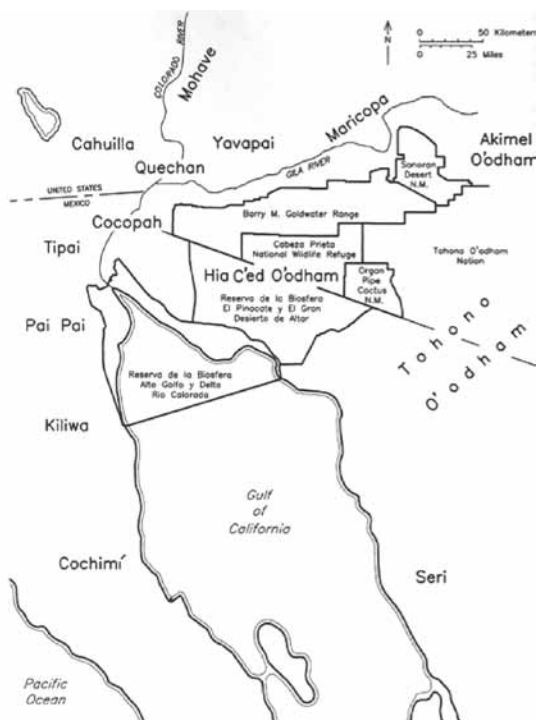 0 50 Kilometers
0 25 Miles
N
COLORADO RIVER
Mohave
Cahuilla
Yavapai
Maricopa
Akimel
O'odham
Quechan
GILA RIVER
Sonoran
Desert
N.M.
UNITED STATES
MEXICO
Cocopah
Barry M. Goldwater Range
Tipai
Cabeza Prieta
National Wildlife Refuge
Tohono O'odham
Nation
Hia C'ed O'odham
Organ
Pipe
Cactus
N.M.
Reserva de la Biosfera
El Pinacate y El Gran
Desierto de Altar
Pai Pai
Tohono
O'odham
Reserva de la Biosfera
Alto Golfo y Delta
Rio Colorado
Kiliwa
Gulf
of
California
Cochimí
Seri
Pacific
Ocean